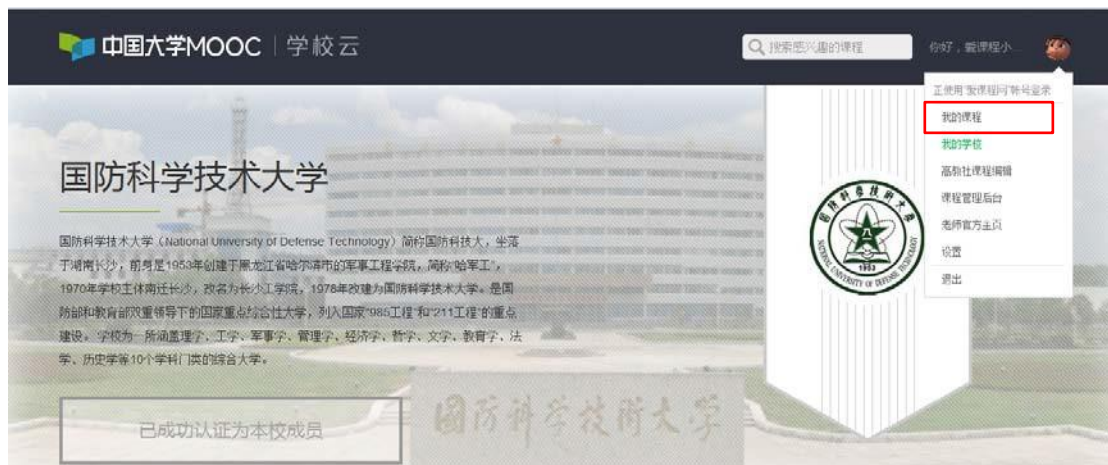 中国大学MOOC | 学校云
搜索感兴趣的课程
你好，爱课程小...
正使用“爱课程网”帐号登录
我的课程
我的学校
高教社课程编辑
课程管理后台
老师官方主页
设置
退出
国防科学技术大学
国防科学技术大学（National University of Defense Technology）简称国防科技大，坐落
于湖南长沙，前身是1953年创建于黑龙江省哈尔滨市的军事工程学院，简称“哈军工”，
1970年学校主体南迁长沙，改名为长沙工学院，1978年改建为国防科学技术大学。是国
防部和教育部双重领导下的国家重点综合性大学，列入国家“985工程”和“211工程”的重点
建设。学校为一所涵盖理学、工学、军事学、管理学、经济学、哲学、文学、教育学、法
学、历史学等10个学科门类的综合大学。
已成功认证为本校成员
國防科学技術大学
國防科學技術大學
八一
1953
NATIONAL UNIVERSITY OF DEFENSE TECHNOLOGY